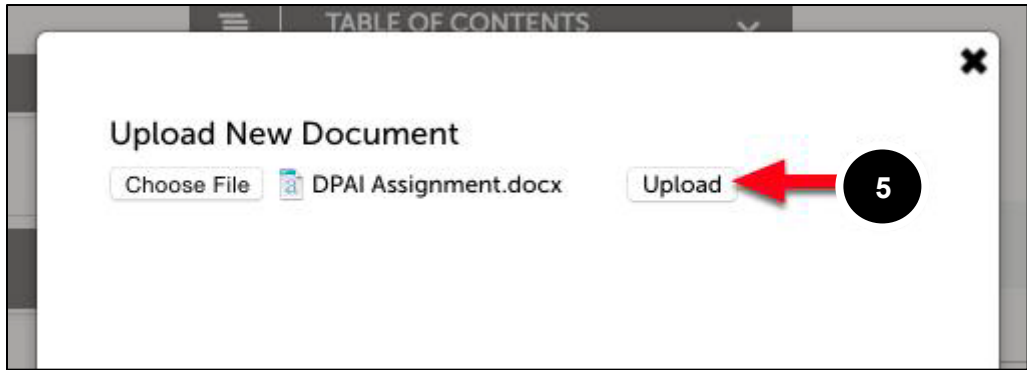 TABLE OF CONTENTS
Upload New Document
Choose File DPAI Assignment.docx Upload 5